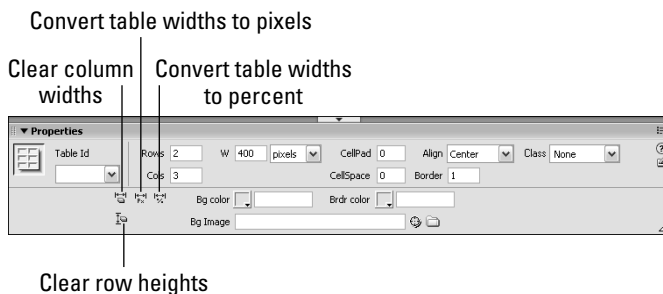 Convert table widths to pixels
Clear column
widths
Convert table widths
to percent
Properties
Table Id
Rows 2 W 400 pixels CellPad 0 Align Center Class None
Cols 3 CellSpace 0 Border 1
Bg color Brdr color
Bg Image
Clear row heights